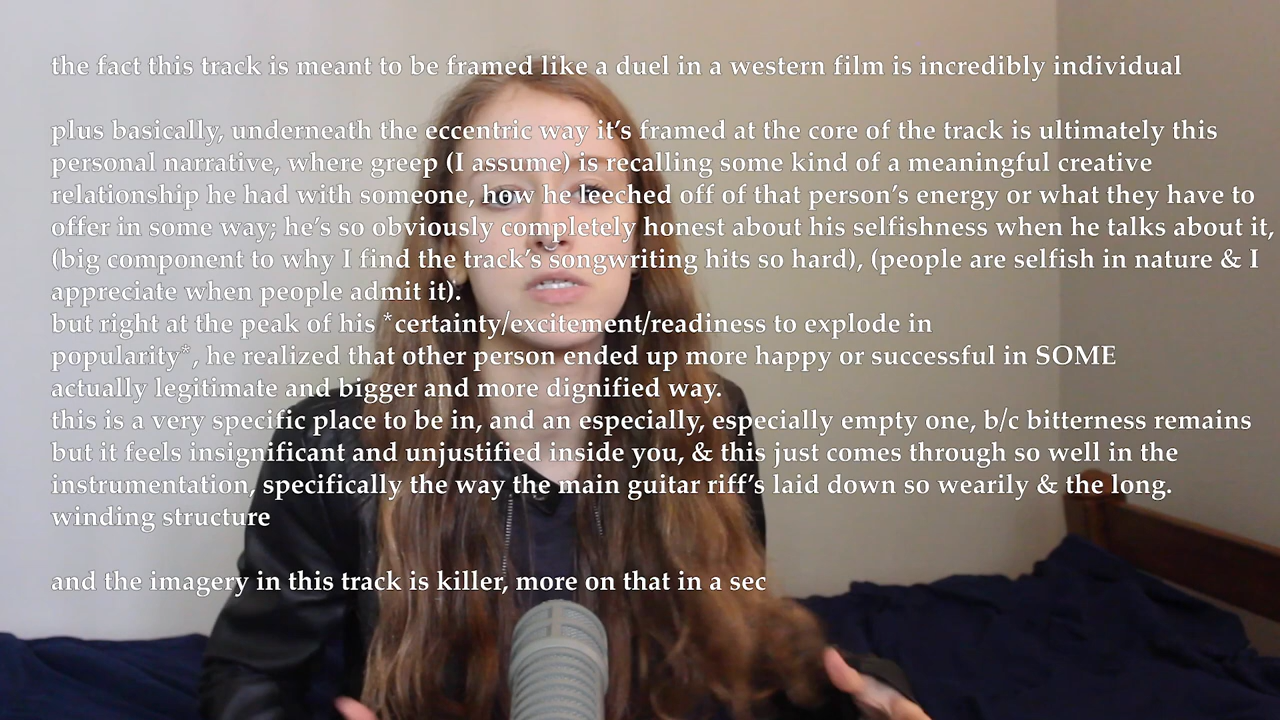 the fact this track is meant to be framed like a duel in a western film is incredibly individual
plus basically, underneath the eccentric way it's framed at the core of the track is ultimately this
personal narrative, where greep (I assume) is recalling some kind of a meaningful creative
relationship he had with someone, how he leeched off of that person's energy or what they have to
offer in some way; he's so obviously completely honest about his selfishness when he talks about it,
(big component to why I find the track's songwriting hits so hard), (people are selfish in nature & I
appreciate when people admit it).
but right at the peak of his *certainty/excitement/readiness to explode in
popularity*, he realized that other person ended up more happy or successful in SOME
actually legitimate and bigger and more dignified way.
this is a very specific place to be in, and an especially, especially empty one, b/c bitterness remains
but it feels insignificant and unjustified inside you, & this just comes through so well in the
instrumentation, specifically the way the main guitar riff's laid down so wearily & the long.
winding structure
and the imagery in this track is killer, more on that in a sec